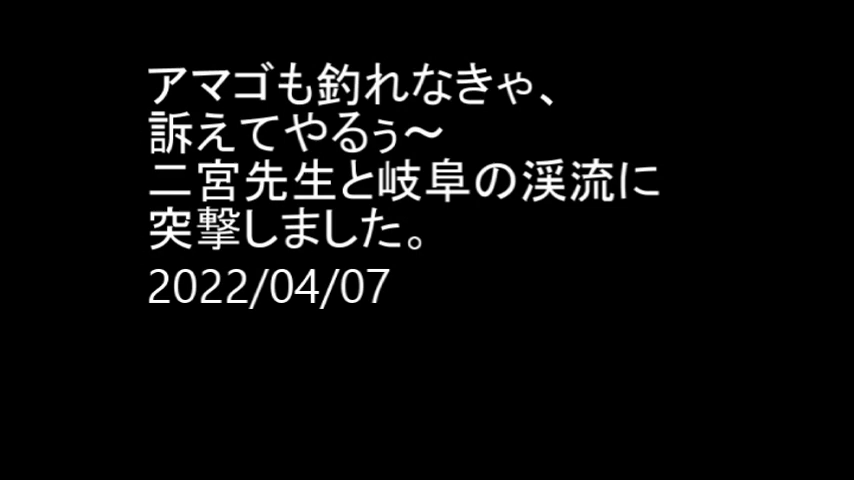 アマゴも釣れなきゃ、
訴えてやるぅ～
二宮先生と岐阜の渓流に
突撃しました。
2022/04/07